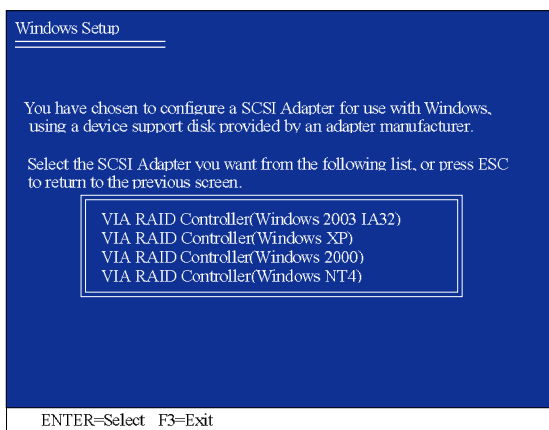 Windows Setup
You have chosen to configure a SCSI Adapter for use with Windows,
using a device support disk provided by an adapter manufacturer.
Select the SCSI Adapter you want from the following list, or press ESC
to return to the previous screen.
VIA RAID Controller(Windows 2003 IA32)
VIA RAID Controller(Windows XP)
VIA RAID Controller(Windows 2000)
VIA RAID Controller(Windows NT4)
ENTER=Select F3=Exit